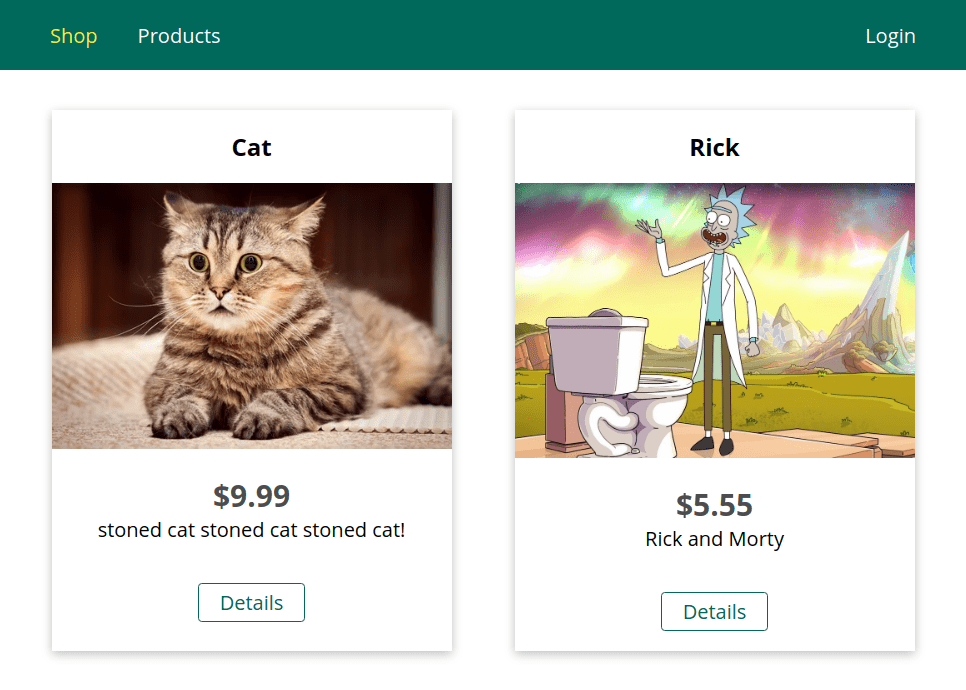 Shop Products Login
Cat
$9.99
stoned cat stoned cat stoned cat!
Details
Rick
$5.55
Rick and Morty
Details